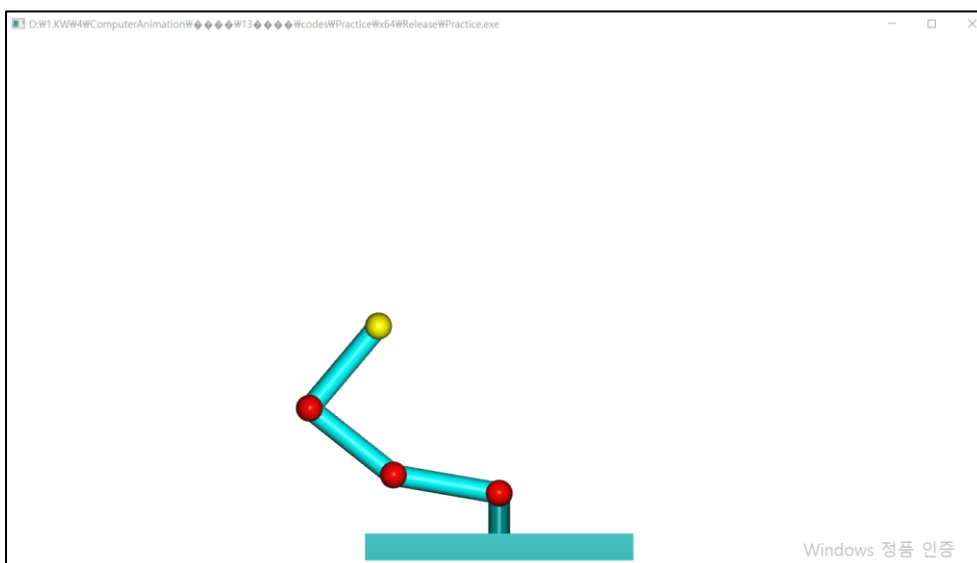 D:₩1.KW₩4₩ComputerAnimation₩����₩13����₩codes₩Practice₩x64₩Release₩Practice.exe
Windows 정품 인증